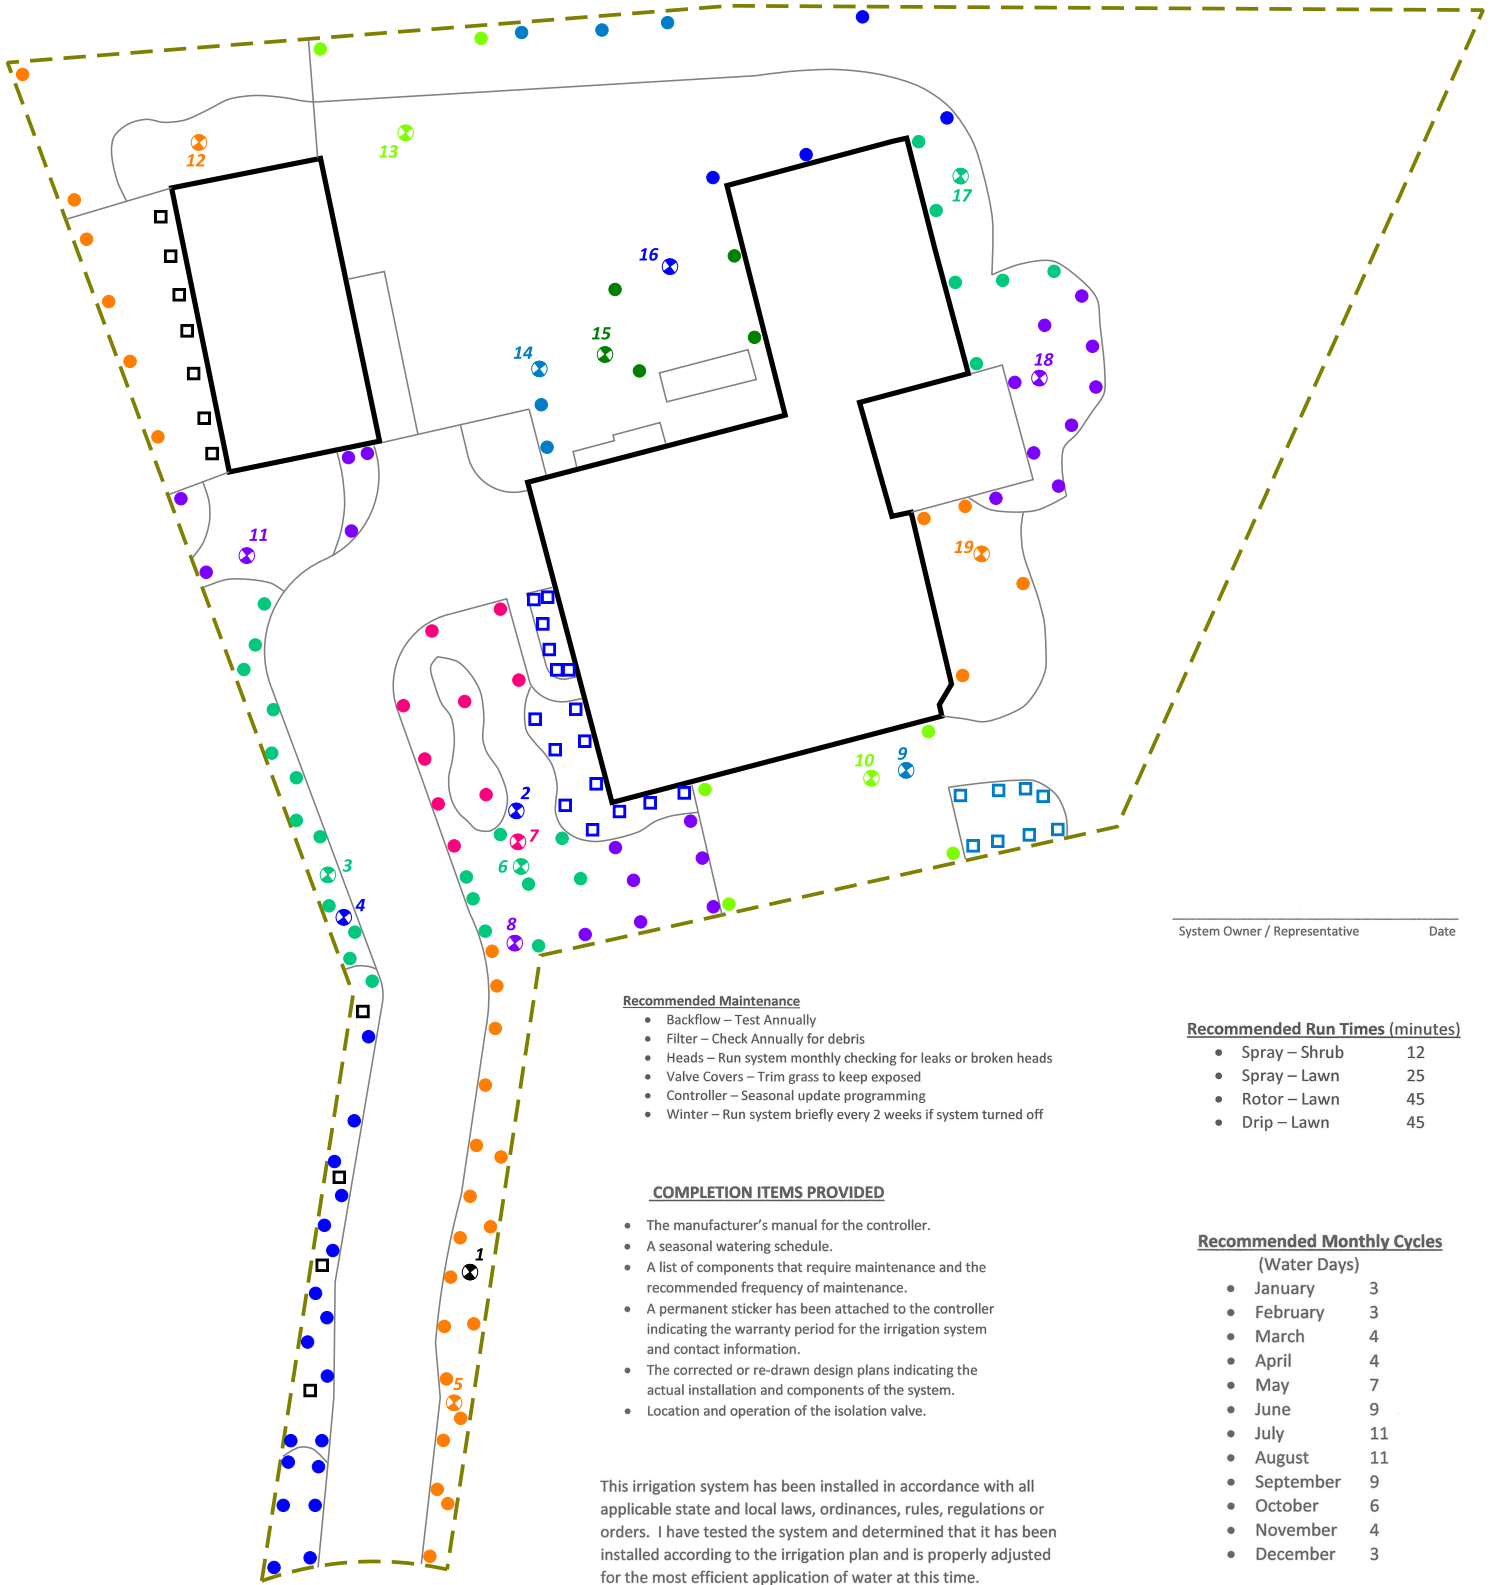 12
13
17
16
15
14
18
11
19
10
9
2
7
6
3
4
8
System Owner / Representative Date
Recommended Maintenance
• Backflow – Test Annually
• Filter – Check Annually for debris
• Heads – Run system monthly checking for leaks or broken heads
• Valve Covers – Trim grass to keep exposed
• Controller – Seasonal update programming
• Winter – Run system briefly every 2 weeks if system turned off
Recommended Run Times (minutes)
• Spray – Shrub 12
• Spray – Lawn 25
• Rotor – Lawn 45
• Drip – Lawn 45
COMPLETION ITEMS PROVIDED
• The manufacturer's manual for the controller.
• A seasonal watering schedule.
• A list of components that require maintenance and the
recommended frequency of maintenance.
• A permanent sticker has been attached to the controller
indicating the warranty period for the irrigation system
and contact information.
• The corrected or re-drawn design plans indicating the
actual installation and components of the system.
• Location and operation of the isolation valve.
1
5
Recommended Monthly Cycles
(Water Days)
• January 3
• February 3
• March 4
• April 4
• May 7
• June 9
• July 11
• August 11
• September 9
• October 6
• November 4
• December 3
This irrigation system has been installed in accordance with all
applicable state and local laws, ordinances, rules, regulations or
orders. I have tested the system and determined that it has been
installed according to the irrigation plan and is properly adjusted
for the most efficient application of water at this time.